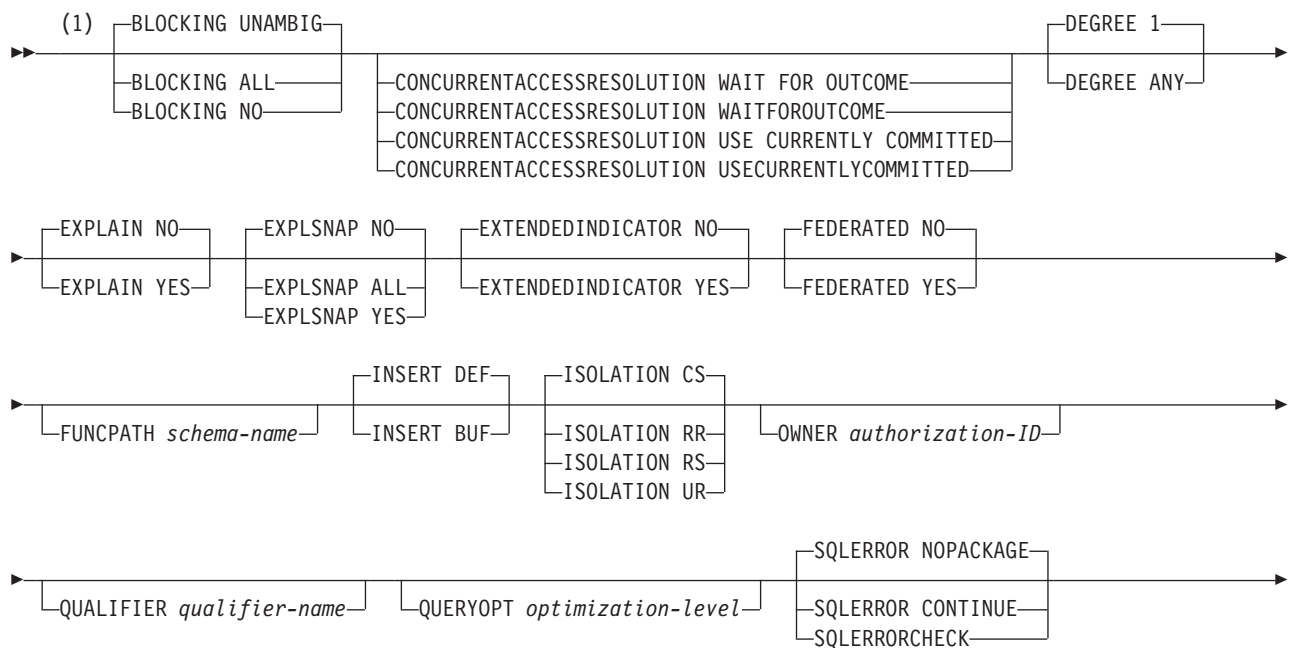 (1)
BLOCKING UNAMBIG
BLOCKING ALL
BLOCKING NO
CONCURRENTACCESSRESOLUTION WAIT FOR OUTCOME
CONCURRENTACCESSRESOLUTION WAITFOROUTCOME
CONCURRENTACCESSRESOLUTION USE CURRENTLY COMMITTED
CONCURRENTACCESSRESOLUTION USECURRENTLYCOMMITTED
DEGREE 1
DEGREE ANY
EXPLAIN NO
EXPLAIN YES
EXPLSNAP NO
EXPLSNAP ALL
EXPLSNAP YES
EXTENDEDINDICATOR NO
EXTENDEDINDICATOR YES
FEDERATED NO
FEDERATED YES
FUNCPATH schema-name
INSERT DEF
INSERT BUF
ISOLATION CS
ISOLATION RR
ISOLATION RS
ISOLATION UR
OWNER authorization-ID
QUALIFIER qualifier-name
QUERYOPT optimization-level
SQLERROR NOPACKAGE
SQLERROR CONTINUE
SQLERRORCHECK